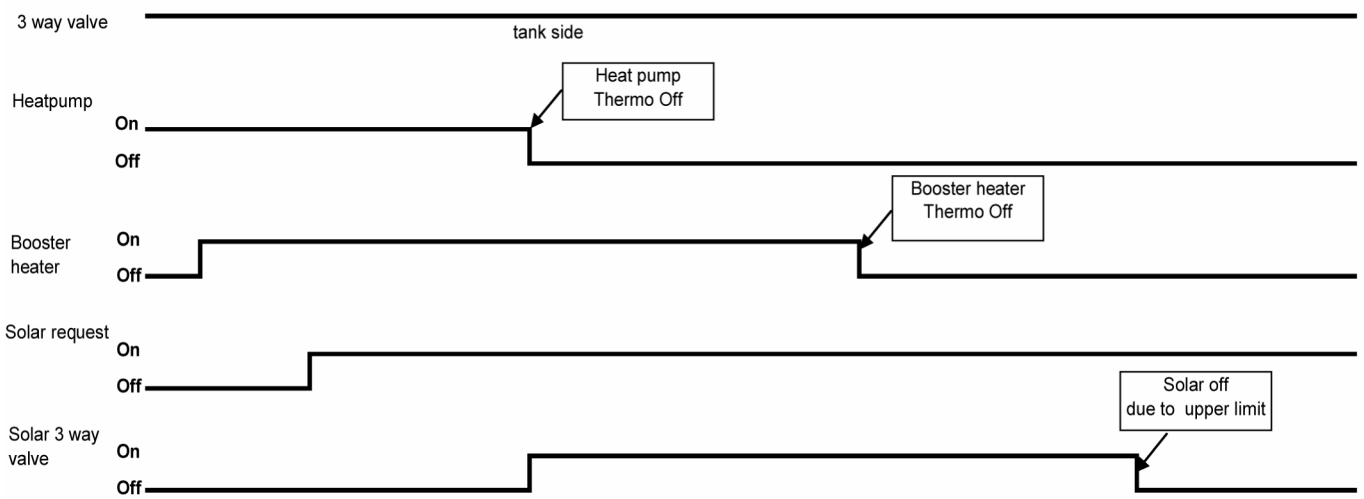 3 way valve
tank side
Heat pump
Thermo Off
Heatpump
On
Off
Booster heater
Thermo Off
Booster
heater
On
Off
Solar request
On
Off
Solar off
due to upper limit
Solar 3 way
valve
On
Off